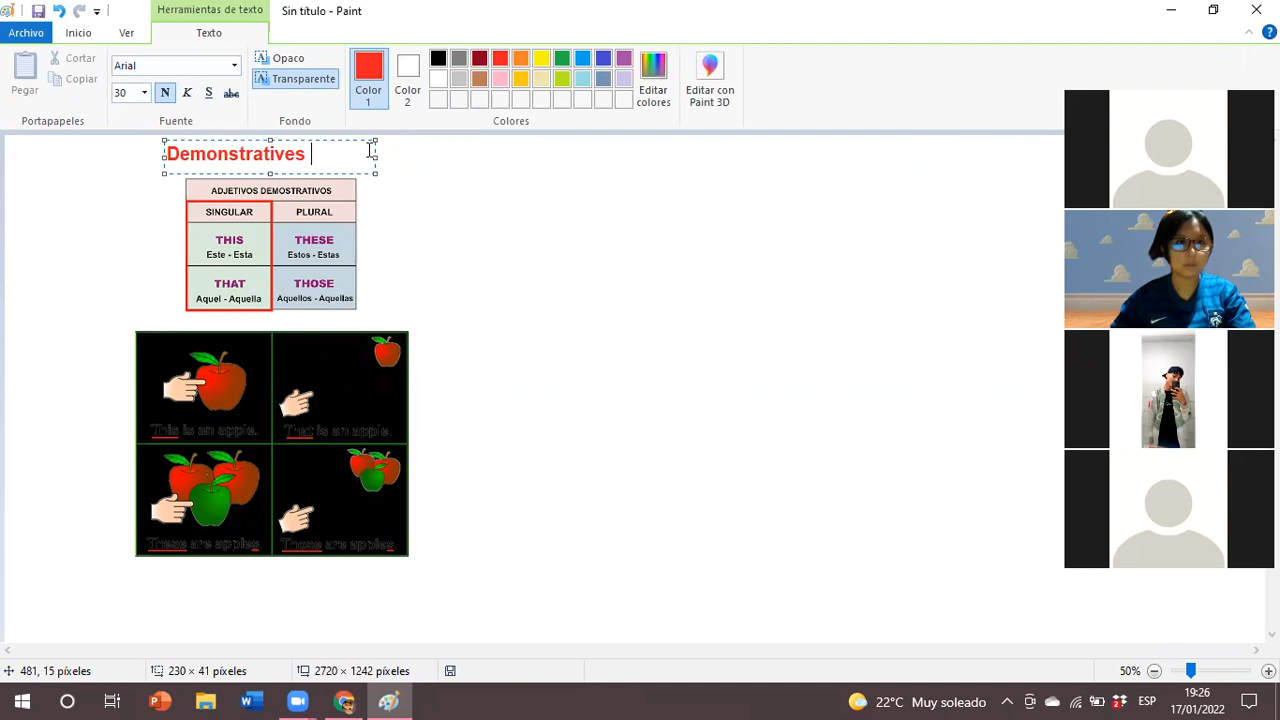 Herramientas de texto
Sin título - Paint
Archivo
Inicio
Ver
Texto
Pegar
Cortar
Copiar
Portapapeles
Arial
30
N
K
S
abc
Fuente
Opaco
Transparente
Fondo
Color
1
Color
2
Colores
Editar
colores
Editar con
Paint 3D
Demonstratives
ADJETIVOS DEMOSTRATIVOS
SINGULAR
PLURAL
THIS
Este - Esta
THESE
Estos - Estas
THAT
Aquel - Aquella
THOSE
Aquellos - Aquellas
This is an apple.
That is an apple.
These are apples.
Those are apples.
481, 15 píxeles
230 × 41 píxeles
2720 × 1242 píxeles
50%
22°C Muy soleado
ESP
19:26
17/01/2022